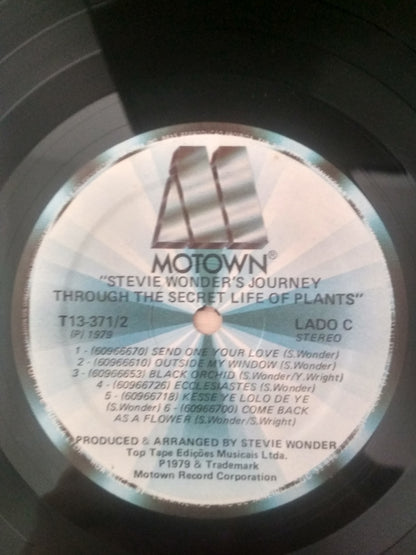 MOTOWN®
"STEVIE WONDER'S JOURNEY
THROUGH THE SECRET LIFE OF PLANTS"
T13-371/2 LADO C
(P) 1979 STEREO
1 - (60966670) SEND ONE YOUR LOVE (S.Wonder)
2 - (60966610) OUTSIDE MY WINDOW (S.Wonder)
3 - (60966653) BLACK ORCHID (S.Wonder/Y.Wright)
4 - (60966726) ECCLESIASTES (S.Wonder)
5 - (60966718) KESSE YE LOLO DE YE
(S.Wonder) 6 - (60966700) COME BACK
AS A FLOWER (S.Wonder/S.Wright)
PRODUCED & ARRANGED BY STEVIE WONDER
Top Tape Edições Musicais Ltda.
P1979 & Trademark
Motown Record Corporation